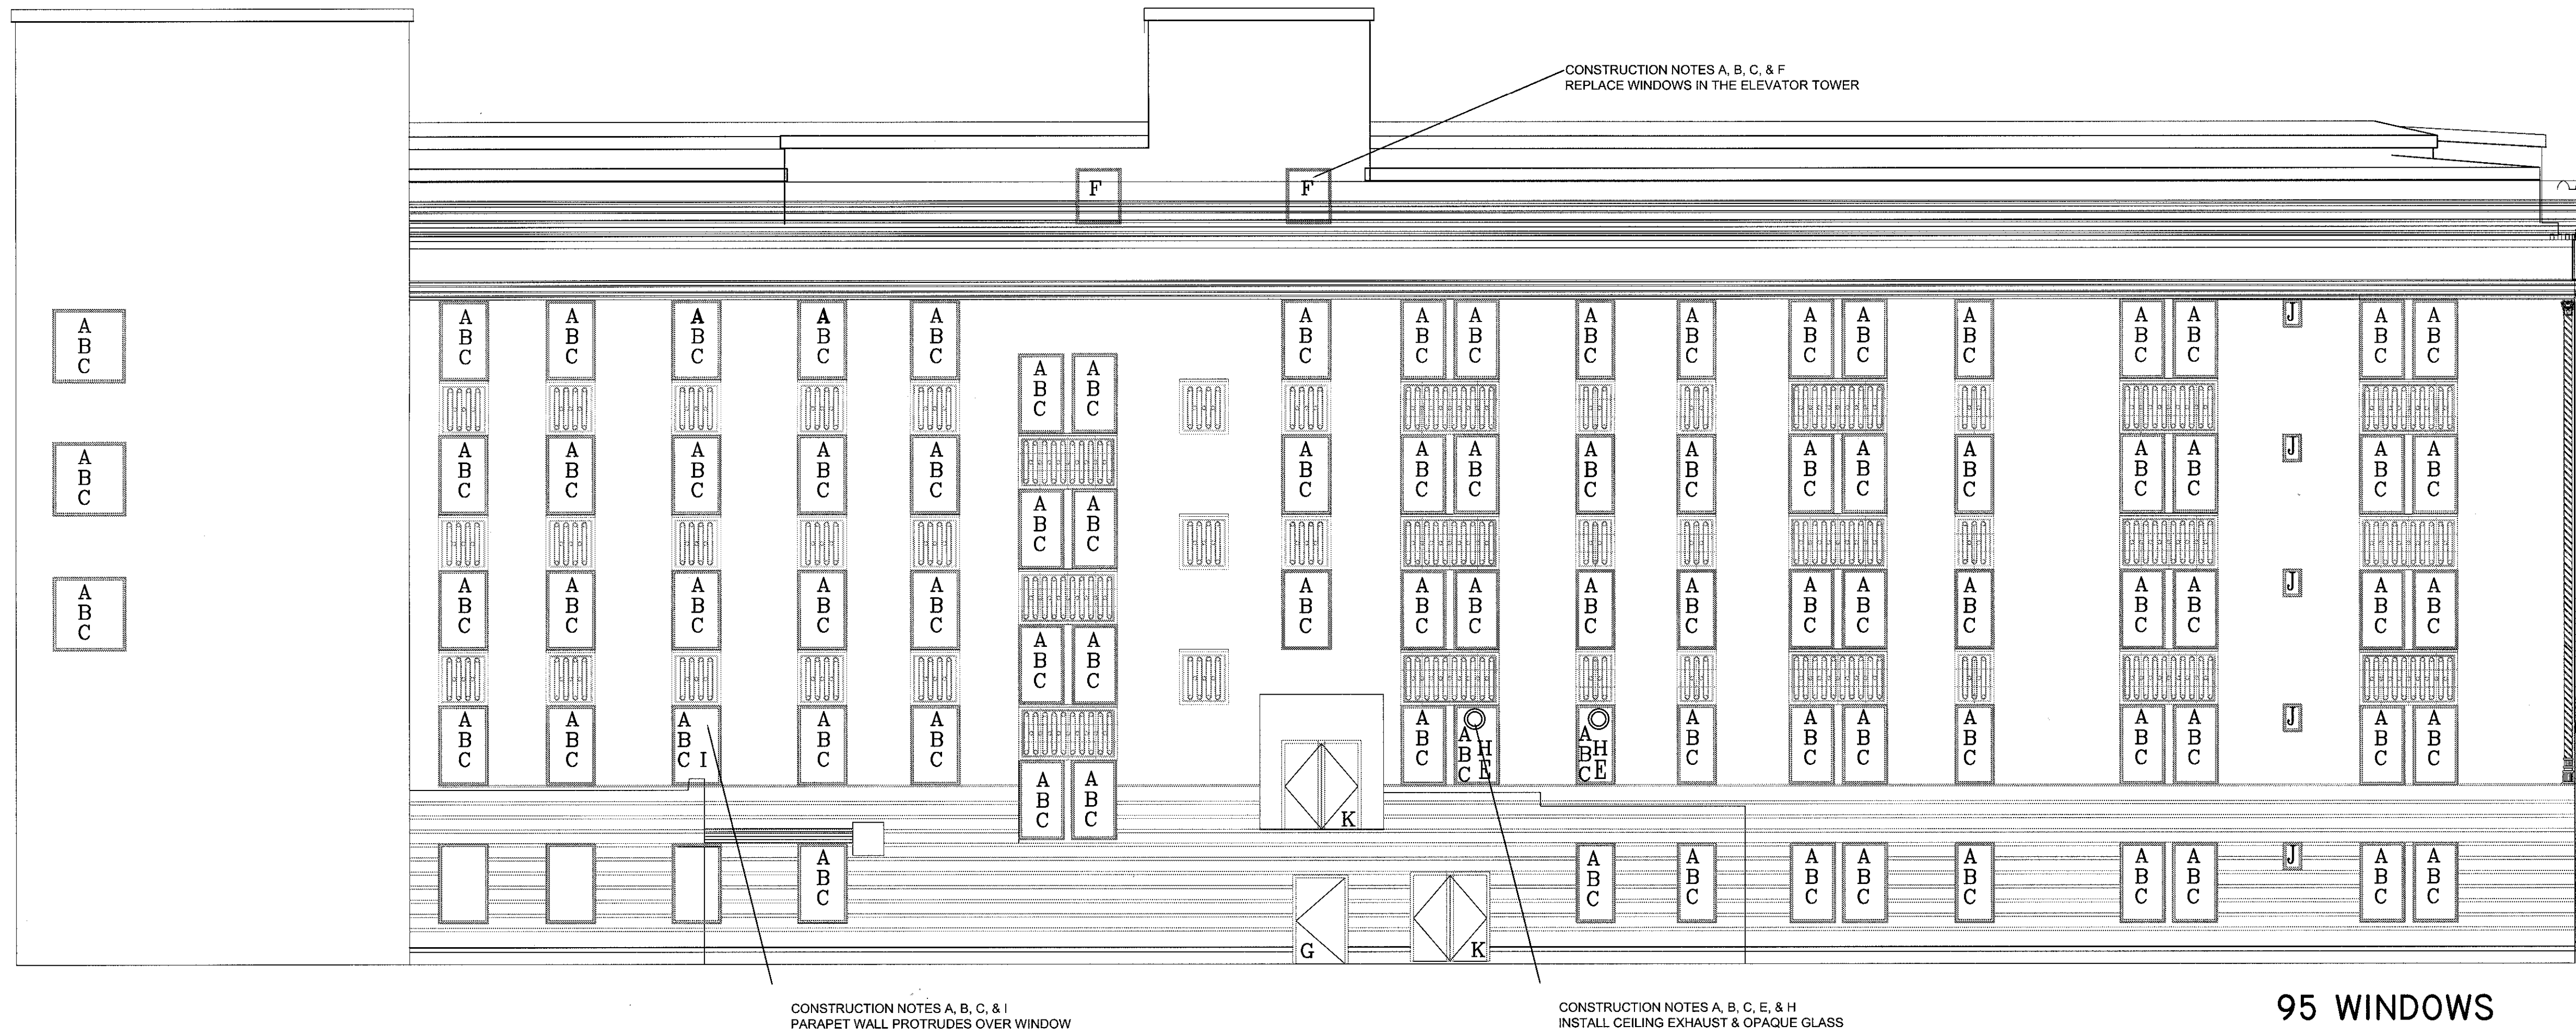 CONSTRUCTION NOTES A, B, C, & F
REPLACE WINDOWS IN THE ELEVATOR TOWER
F F
A A A A A A A A A A A A A A A A J A A
B B B B B B B B B B B B B B B B B B
C C C C C C C C C C C C C C C C C C
A A
B B
C C
A A A A A A A A A A A A A A A A J A A
B B B B B B B B B B B B B B B B B B
C C C C C C C C C C C C C C C C C C
A A
B B
C C
A A A A A A A A A A A A A A A A J A A
B B B B B B B B B B B B B B B B B B
C C C C C C C C C C C C C C C C C C
A A
B B
C C
A A A A A A A A A A A A A A J A A
B B B B B B B H B H B B B B B B B B
C C C I C C C C E C E C C C C C C C C
A A
B B
C C
K
A A A A A A A A J A A
B B B B B B B B B B
C C C C C C C C C C
G K
CONSTRUCTION NOTES A, B, C, & I
PARAPET WALL PROTRUDES OVER WINDOW
CONSTRUCTION NOTES A, B, C, E, & H
INSTALL CEILING EXHAUST & OPAQUE GLASS
95 WINDOWS